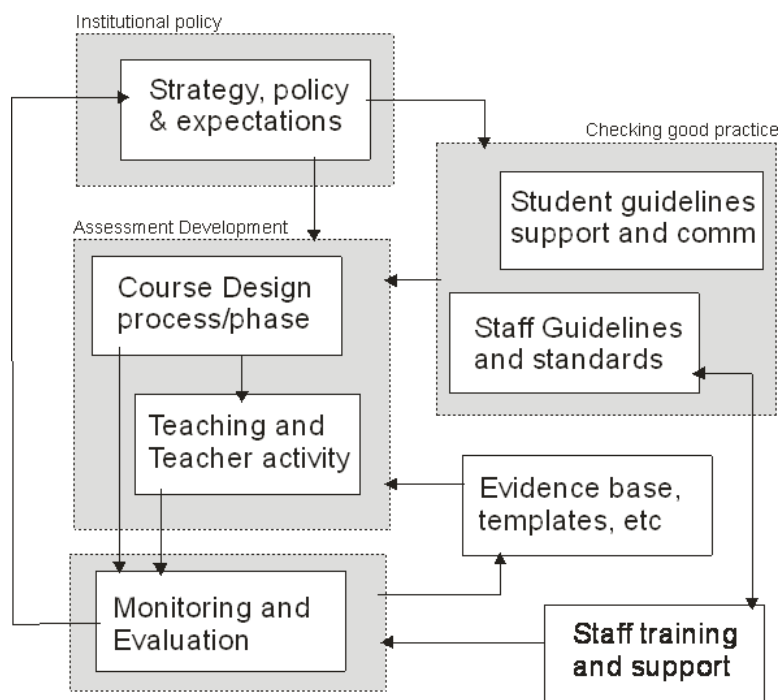 Institutional policy
Strategy, policy
& expectations
Checking good practice
Student guidelines
support and comm
Assessment Development
Course Design
process/phase
Staff Guidelines
and standards
Teaching and
Teacher activity
Evidence base,
templates, etc
Monitoring and
Evaluation
Staff training
and support